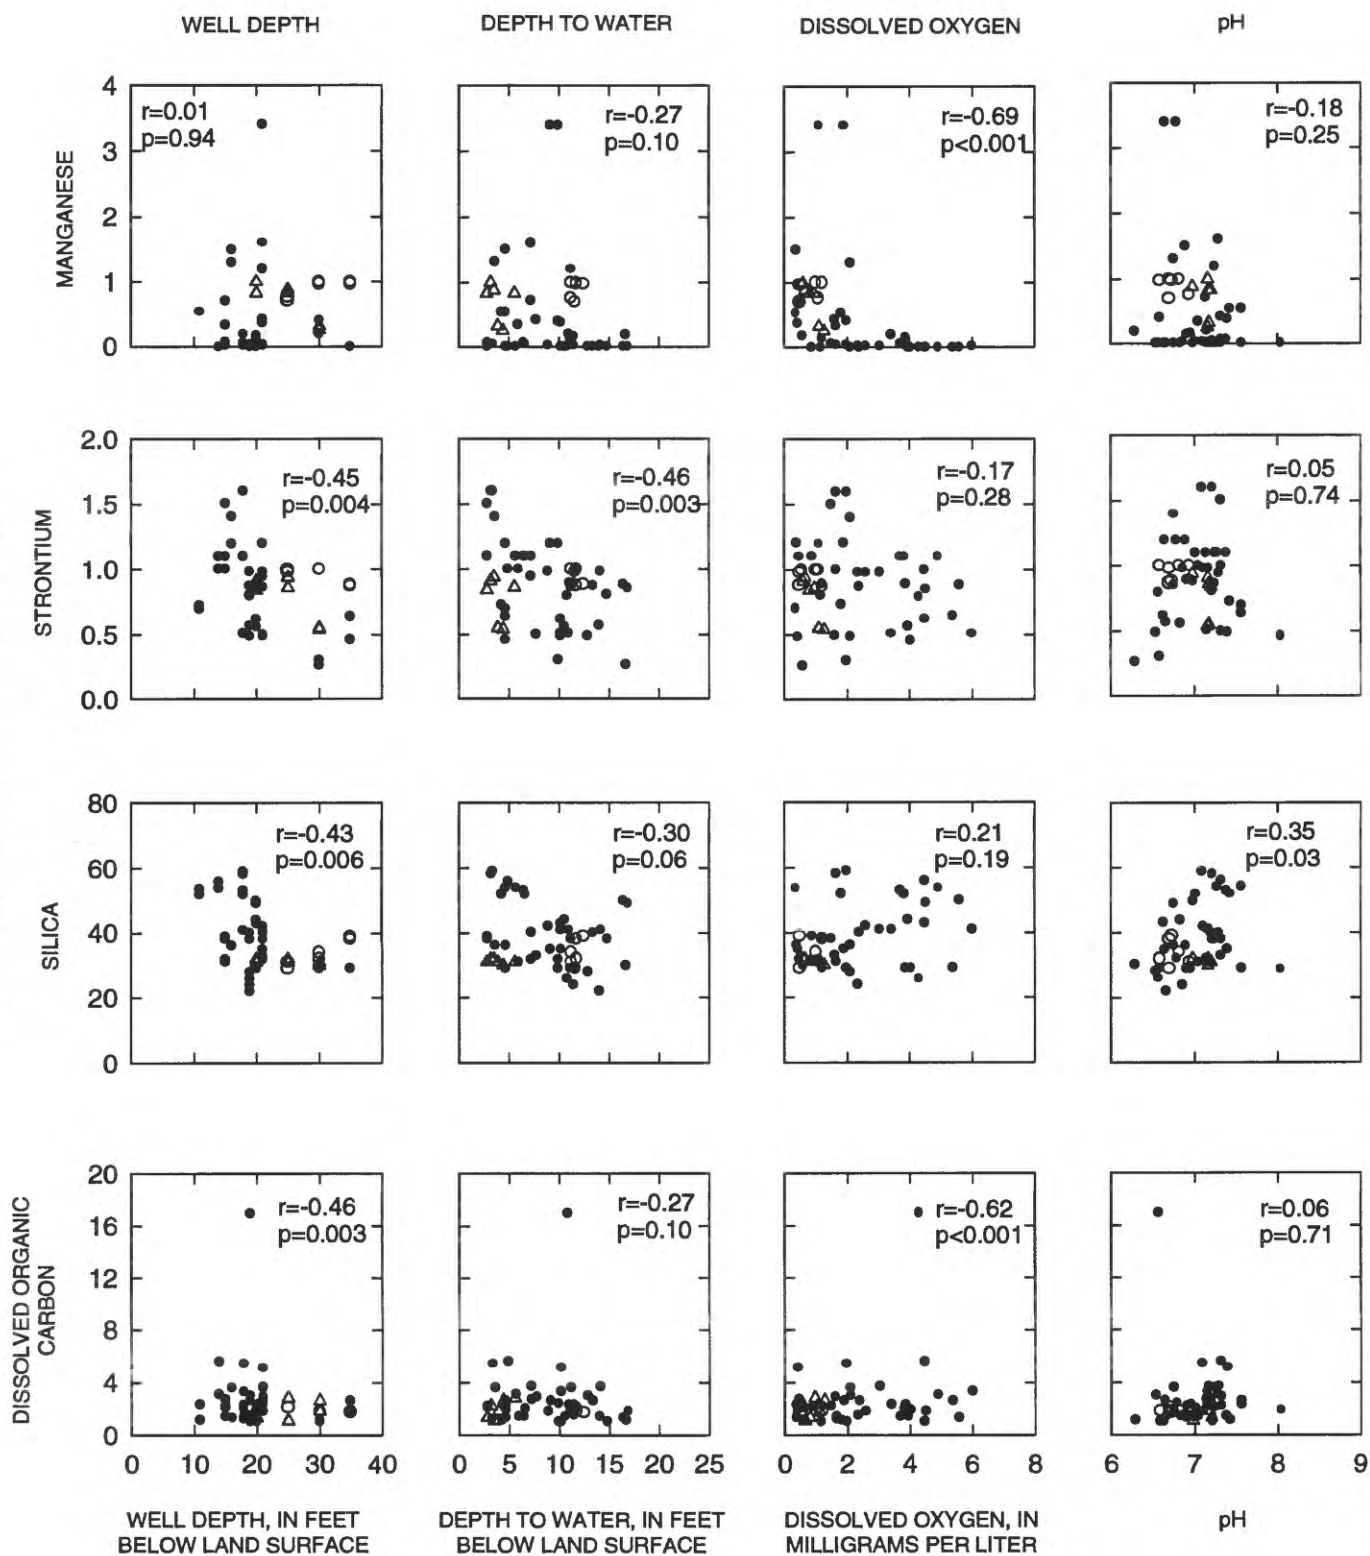 WELL DEPTH
DEPTH TO WATER
DISSOLVED OXYGEN
pH
MANGANESE
4
3
2
1
0
r=0.01
p=0.94
r=-0.27
p=0.10
r=-0.69
p<0.001
r=-0.18
p=0.25
STRONTIUM
2.0
1.5
1.0
0.5
0.0
r=-0.45
p=0.004
r=-0.46
p=0.003
r=-0.17
p=0.28
r=0.05
p=0.74
SILICA
80
60
40
20
0
r=-0.43
p=0.006
r=-0.30
p=0.06
r=0.21
p=0.19
r=0.35
p=0.03
DISSOLVED ORGANIC
CARBON
20
16
12
8
4
0
r=-0.46
p=0.003
r=-0.27
p=0.10
r=-0.62
p<0.001
r=0.06
p=0.71
0 10 20 30 40
0 5 10 15 20 25
0 2 4 6 8
6 7 8 9
WELL DEPTH, IN FEET
BELOW LAND SURFACE
DEPTH TO WATER, IN FEET
BELOW LAND SURFACE
DISSOLVED OXYGEN, IN
MILLIGRAMS PER LITER
pH